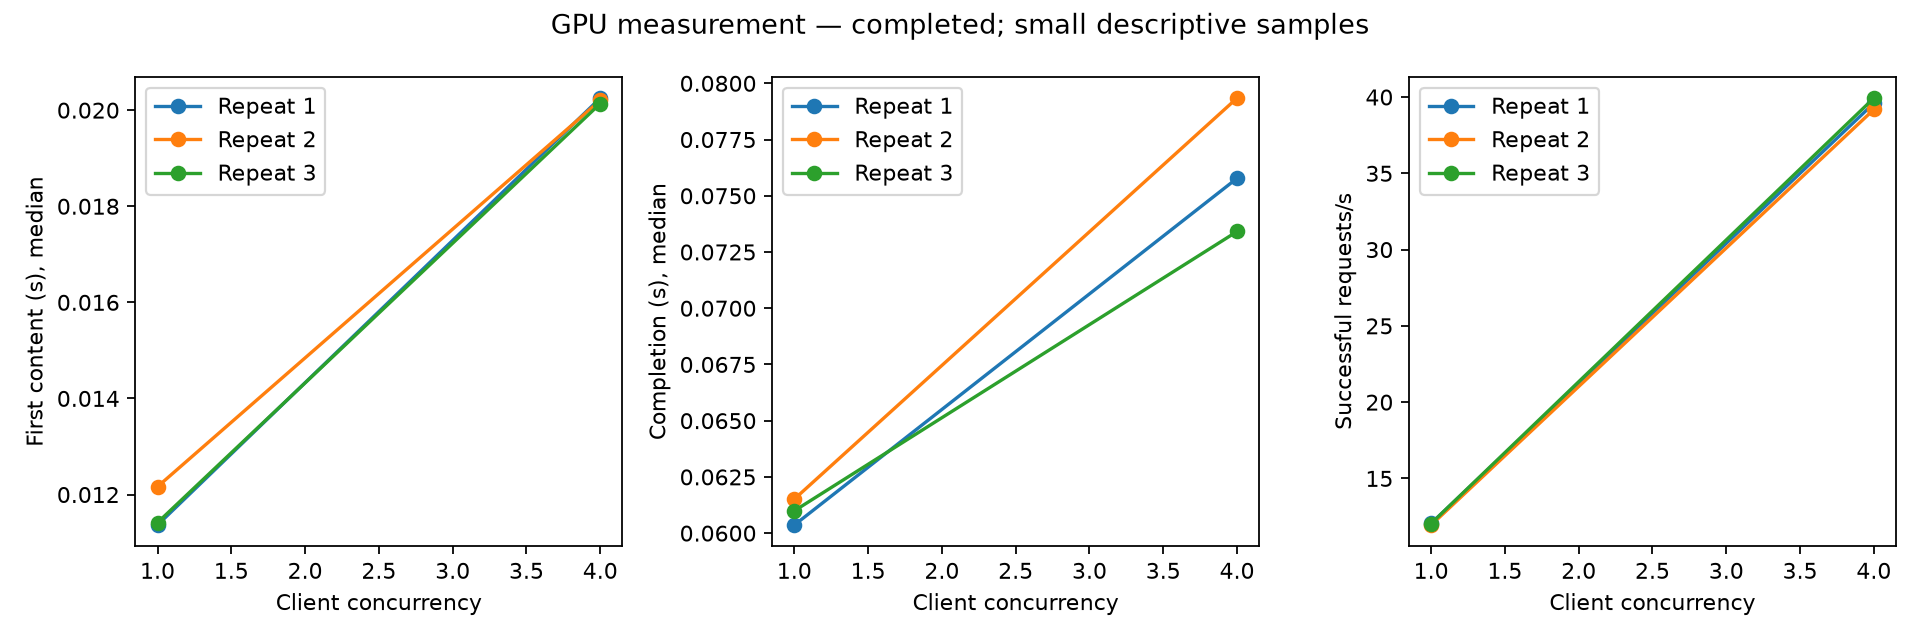 GPU measurement — completed; small descriptive samples
First content (s), median
0.020
0.018
0.016
0.014
0.012
Repeat 1
Repeat 2
Repeat 3
1.0 1.5 2.0 2.5 3.0 3.5 4.0
Client concurrency
Completion (s), median
0.0800
0.0775
0.0750
0.0725
0.0700
0.0675
0.0650
0.0625
0.0600
Repeat 1
Repeat 2
Repeat 3
1.0 1.5 2.0 2.5 3.0 3.5 4.0
Client concurrency
Successful requests/s
40
35
30
25
20
15
Repeat 1
Repeat 2
Repeat 3
1.0 1.5 2.0 2.5 3.0 3.5 4.0
Client concurrency